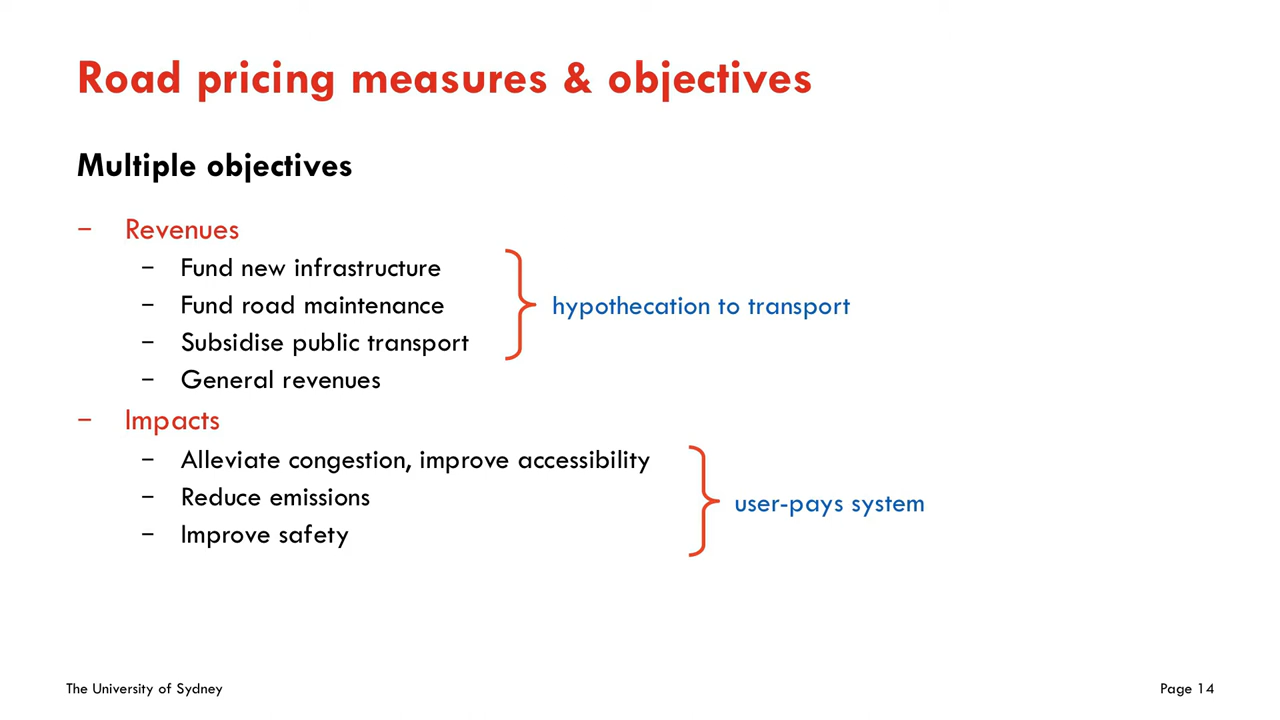 Road pricing measures & objectives
Multiple objectives
– Revenues
– Fund new infrastructure
– Fund road maintenance
– Subsidise public transport
hypothecation to transport
– General revenues
– Impacts
– Alleviate congestion, improve accessibility
– Reduce emissions
– Improve safety
user-pays system
The University of Sydney
Page 14